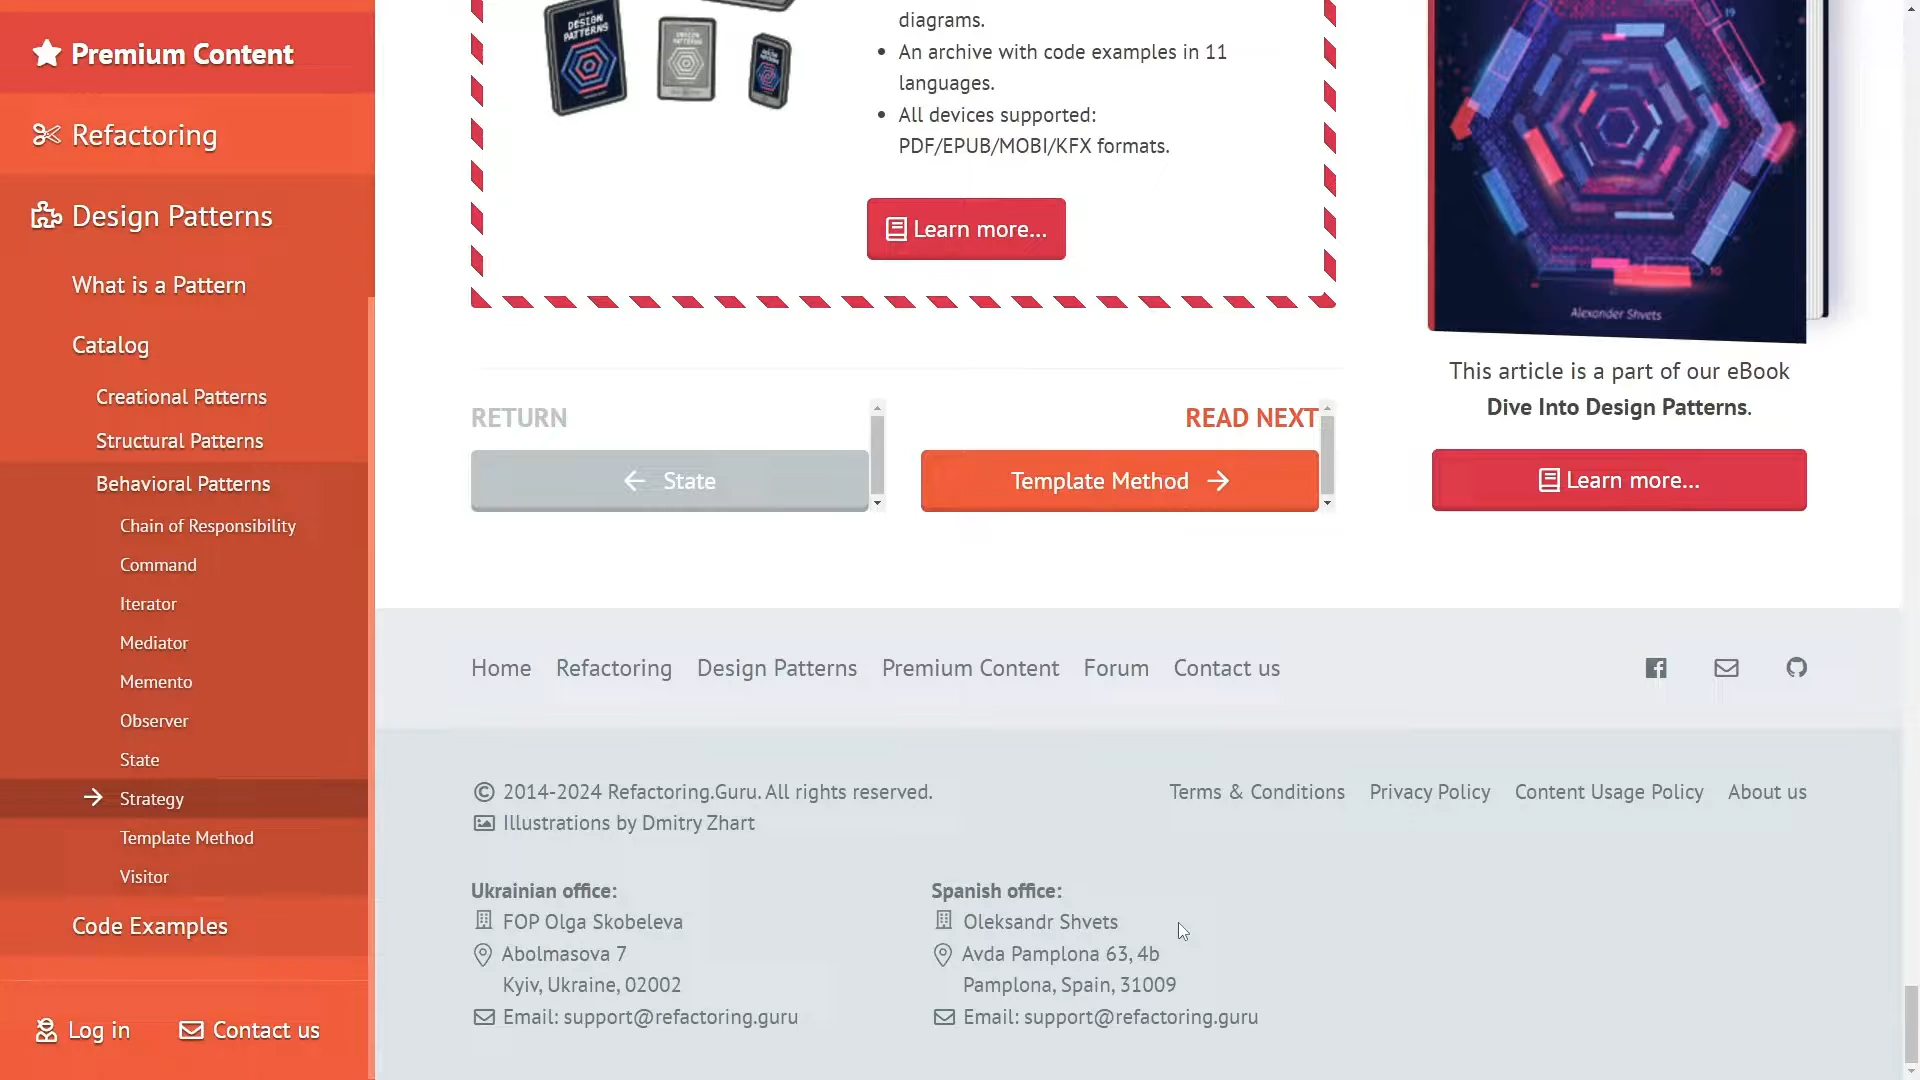 Premium Content
Refactoring
Design Patterns
What is a Pattern
Catalog
Creational Patterns
Structural Patterns
Behavioral Patterns
Chain of Responsibility
Command
Iterator
Mediator
Memento
Observer
State
Strategy
Template Method
Visitor
Code Examples
Log in
Contact us
DESIGN
PATTERNS
diagrams.
An archive with code examples in 11
languages.
All devices supported:
PDF/EPUB/MOBI/KFX formats.
Learn more...
RETURN
State
READ NEXT
Template Method
Alexander Shvets
This article is a part of our eBook
Dive Into Design Patterns.
Learn more...
Home
Refactoring
Design Patterns
Premium Content
Forum
Contact us
© 2014-2024 Refactoring.Guru. All rights reserved.
Illustrations by Dmitry Zhart
Terms & Conditions
Privacy Policy
Content Usage Policy
About us
Ukrainian office:
FOP Olga Skobeleva
Abolmasova 7
Kyiv, Ukraine, 02002
Email: support@refactoring.guru
Spanish office:
Oleksandr Shvets
Avda Pamplona 63, 4b
Pamplona, Spain, 31009
Email: support@refactoring.guru